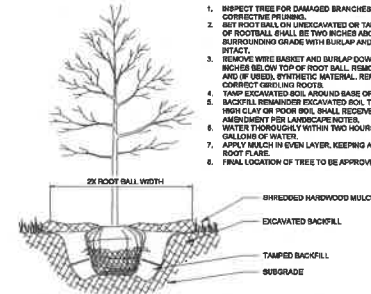 1. INSPECT TREE FOR DAMAGED BRANCHES
CORRECTIVE PRUNING.
2. SET ROOT BALL ON UNEXCAVATED OR TA
OF ROOTBALL SHALL BE TWO INCHES ABO
SURROUNDING GRADE WITH BURLAP AND
INTACT.
3. REMOVE WIRE BASKET AND BURLAP DOW
INCHES BELOW TOP OF ROOT BALL. REMO
AND (IF USED), SYNTHETIC MATERIAL. RE
CORRECT GIRDLING ROOTS.
4. TAMP EXCAVATED SOIL AROUND BASE OF
5. BACKFILL REMAINDER EXCAVATED SOIL T
HIGH CLAY OR POOR SOIL SHALL RECEIVE
AMENDMENT PER LANDSCAPE NOTES.
6. WATER THOROUGHLY WITHIN TWO HOURS
GALLONS OF WATER.
7. APPLY MULCH IN EVEN LAYER, KEEPING A
ROOT FLARE.
8. FINAL LOCATION OF TREE TO BE APPROVE
2X ROOT BALL WIDTH
SHREDDED HARDWOOD MULC
EXCAVATED BACKFILL
TAMPED BACKFILL
SUBGRADE